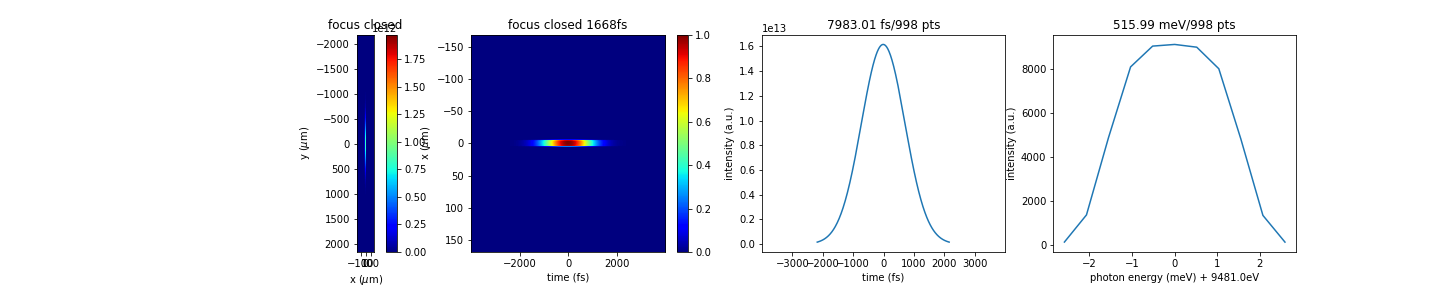 focus closed
1e12
y (μm)
−2000
−1500
−1000
−500
0
500
1000
1500
2000
x (μm)
1.75
1.50
1.25
1.00
0.75
0.50
0.25
0.00
focus closed 1668fs
x (μm)
−150
−100
−50
0
50
100
150
−2000 0 2000
time (fs)
1.0
0.8
0.6
0.4
0.2
0.0
7983.01 fs/998 pts
1e13
intensity (a.u.)
1.6
1.4
1.2
1.0
0.8
0.6
0.4
0.2
0.0
−3000 −2000 −1000 0 1000 2000 3000
time (fs)
515.99 meV/998 pts
intensity (a.u.)
8000
6000
4000
2000
0
−2 −1 0 1 2
photon energy (meV) + 9481.0eV